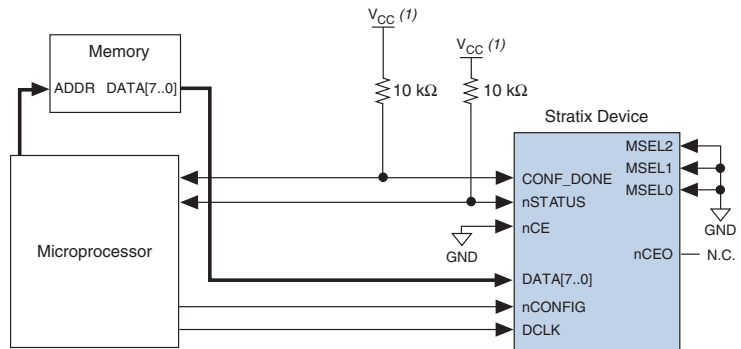 VCC (1)
VCC (1)
Memory
ADDR DATA[7..0]
10 kΩ
10 kΩ
Stratix Device
MSEL2
MSEL1
MSEL0
GND
CONF_DONE
nSTATUS
nCE
GND
nCEO
N.C.
Microprocessor
DATA[7..0]
nCONFIG
DCLK